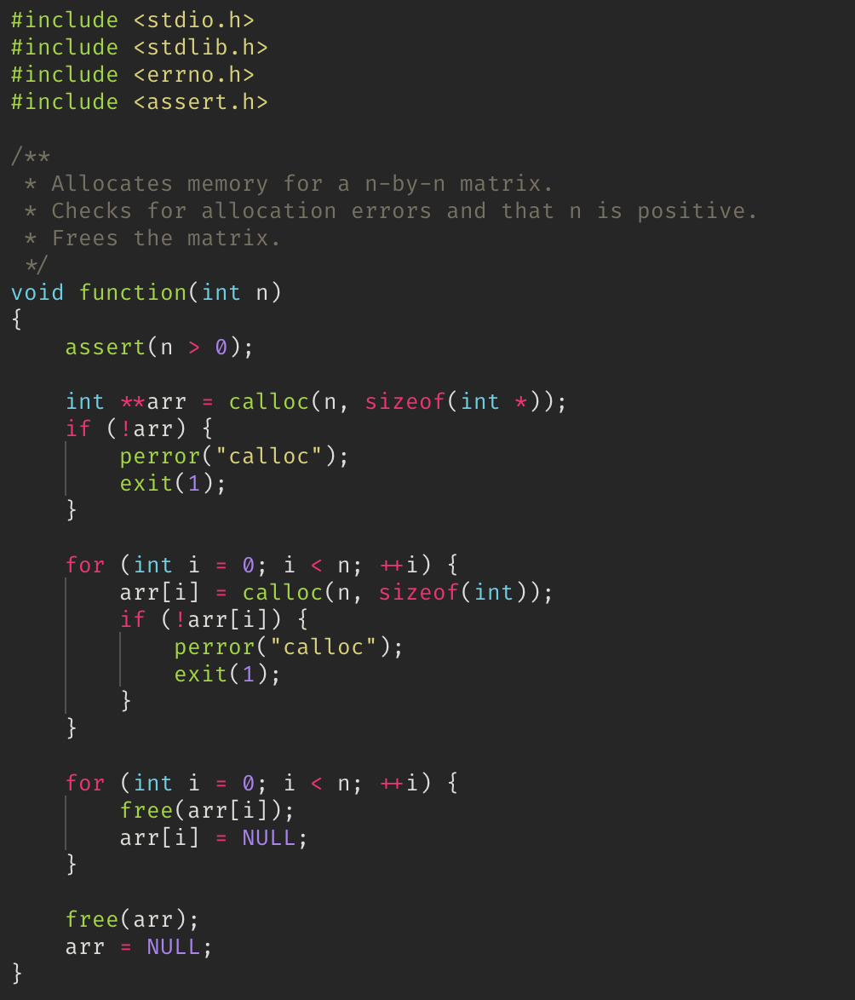 #include <stdio.h>
#include <stdlib.h>
#include <errno.h>
#include <assert.h>

/**
 * Allocates memory for a n-by-n matrix.
 * Checks for allocation errors and that n is positive.
 * Frees the matrix.
 */
void function(int n)
{
    assert(n > 0);

    int **arr = calloc(n, sizeof(int *));
    if (!arr) {
        perror("calloc");
        exit(1);
    }

    for (int i = 0; i < n; ++i) {
        arr[i] = calloc(n, sizeof(int));
        if (!arr[i]) {
            perror("calloc");
            exit(1);
        }
    }

    for (int i = 0; i < n; ++i) {
        free(arr[i]);
        arr[i] = NULL;
    }

    free(arr);
    arr = NULL;
}